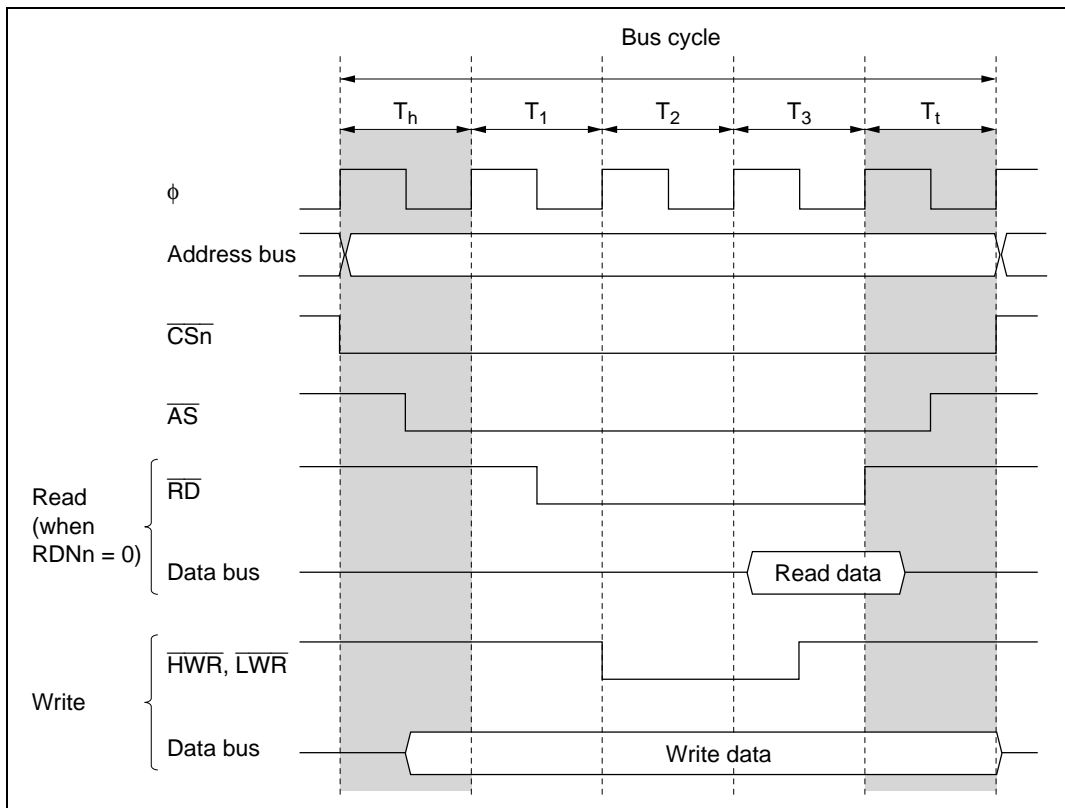 Bus cycle
Th T1 T2 T3 Tt
ϕ
Address bus
CSn
AS
Read
(when
RDNn = 0)
RD
Data bus
Read data
Write
HWR, LWR
Data bus
Write data